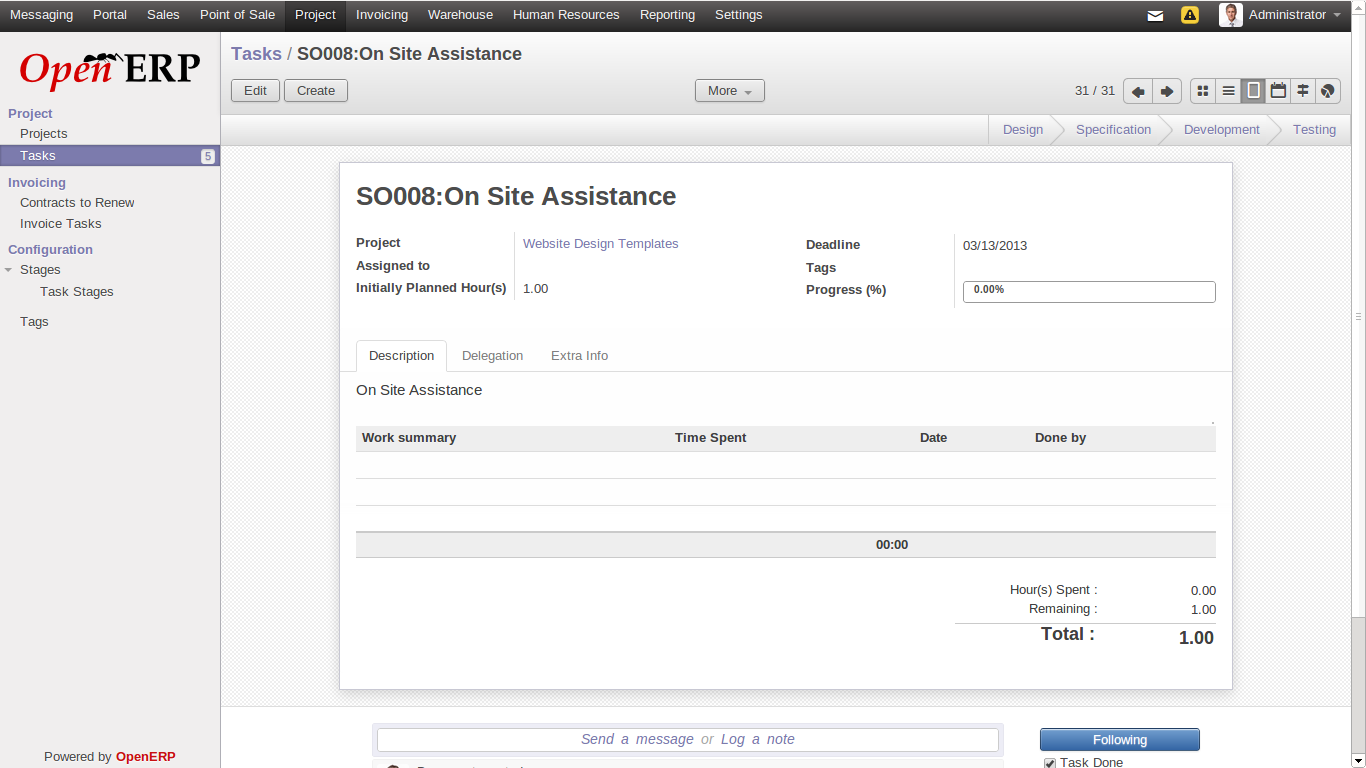 Messaging Portal Sales Point of Sale Project Invoicing Warehouse Human Resources Reporting Settings Administrator
OpenERP
Tasks / SO008:On Site Assistance
Edit Create More 31 / 31
Design Specification Development Testing
Project
Projects
Tasks 5
Invoicing
Contracts to Renew
Invoice Tasks
Configuration
Stages
Task Stages
Tags
Powered by OpenERP
SO008:On Site Assistance
Project Website Design Templates
Assigned to
Initially Planned Hour(s) 1.00
Deadline 03/13/2013
Tags
Progress (%) 0.00%
Description Delegation Extra Info
On Site Assistance
Work summary Time Spent Date Done by
00:00
Hour(s) Spent : 0.00
Remaining : 1.00
Total : 1.00
Send a message or Log a note
Following
Task Done